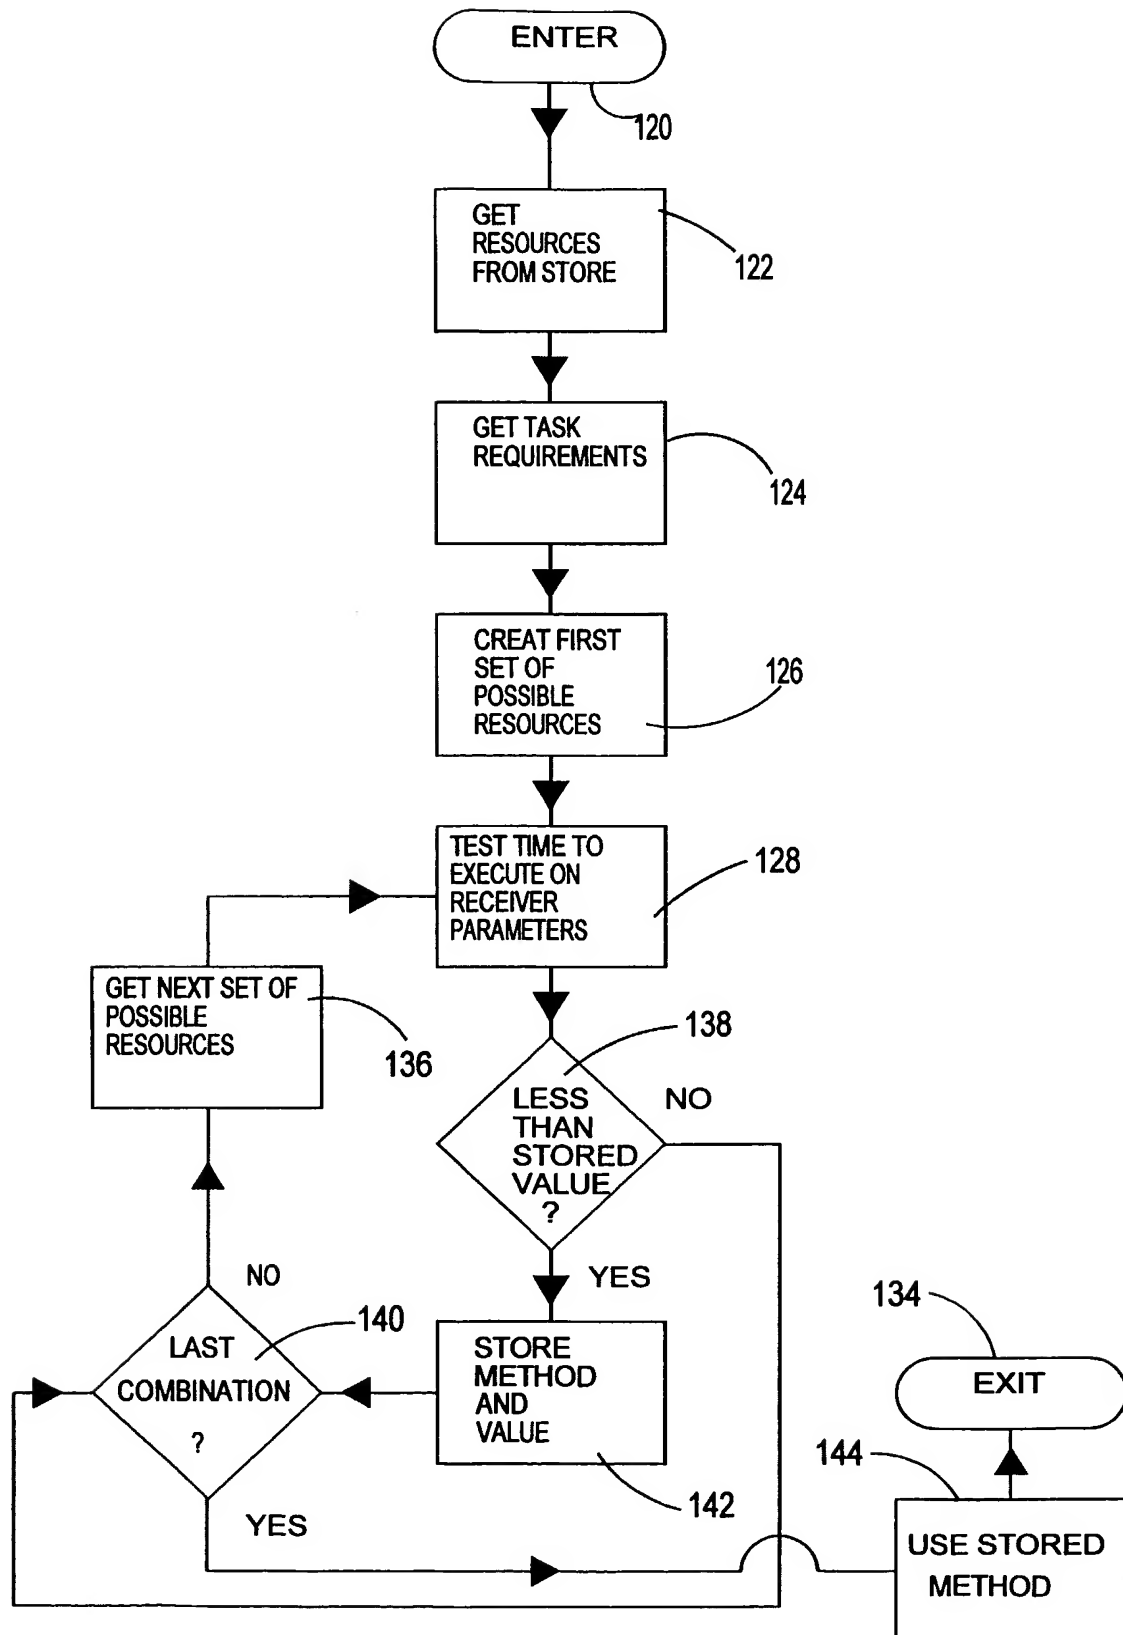 ENTER
120
GET
RESOURCES
FROM STORE
122
GET TASK
REQUIREMENTS
124
CREAT FIRST
SET OF
POSSIBLE
RESOURCES
126
TEST TIME TO
EXECUTE ON
RECEIVER
PARAMETERS
128
GET NEXT SET OF
POSSIBLE
RESOURCES
136
138
LESS
THAN
STORED
VALUE
?
NO
YES
NO
LAST
COMBINATION
?
140
STORE
METHOD
AND
VALUE
142
YES
134
EXIT
144
USE STORED
METHOD